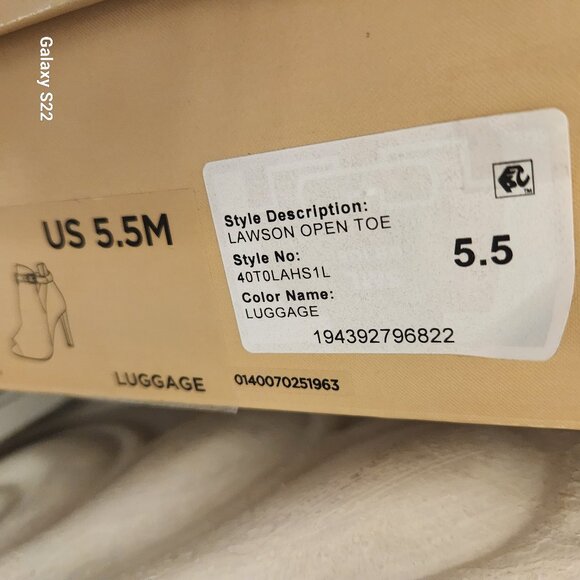 Galaxy S22
US 5.5M
LUGGAGE
0140070251963
Style Description:
LAWSON OPEN TOE
Style No:
40T0LAHS1L
Color Name:
LUGGAGE
5.5
194392796822
TM